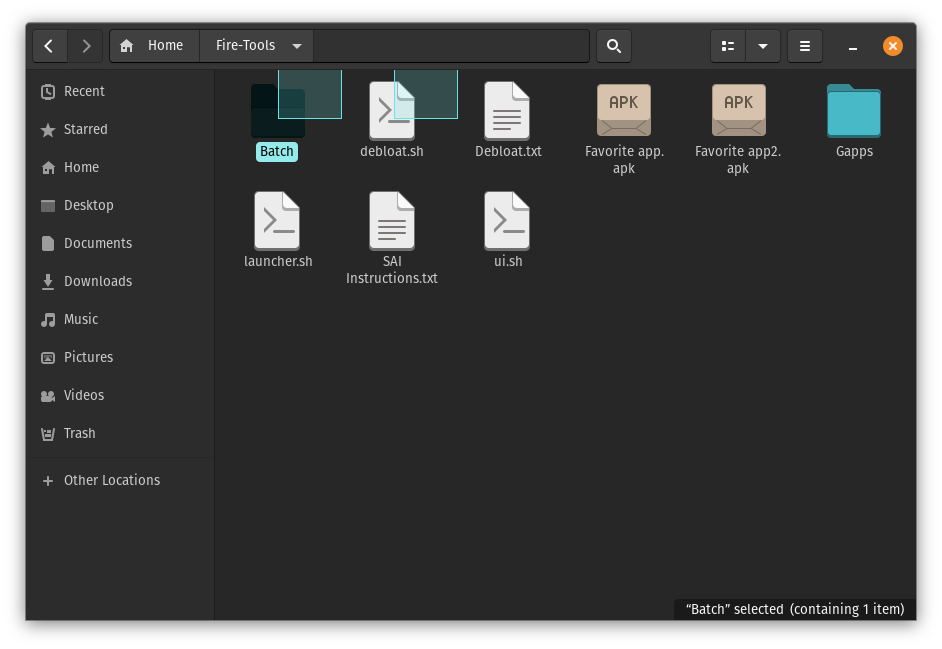 Home
Fire-Tools
Recent
Starred
Home
Desktop
Documents
Downloads
Music
Pictures
Videos
Trash
Other Locations
Batch
debloat.sh
Debloat.txt
APK
Favorite app.
apk
APK
Favorite app2.
apk
Gapps
launcher.sh
SAI
Instructions.txt
ui.sh
“Batch” selected (containing 1 item)